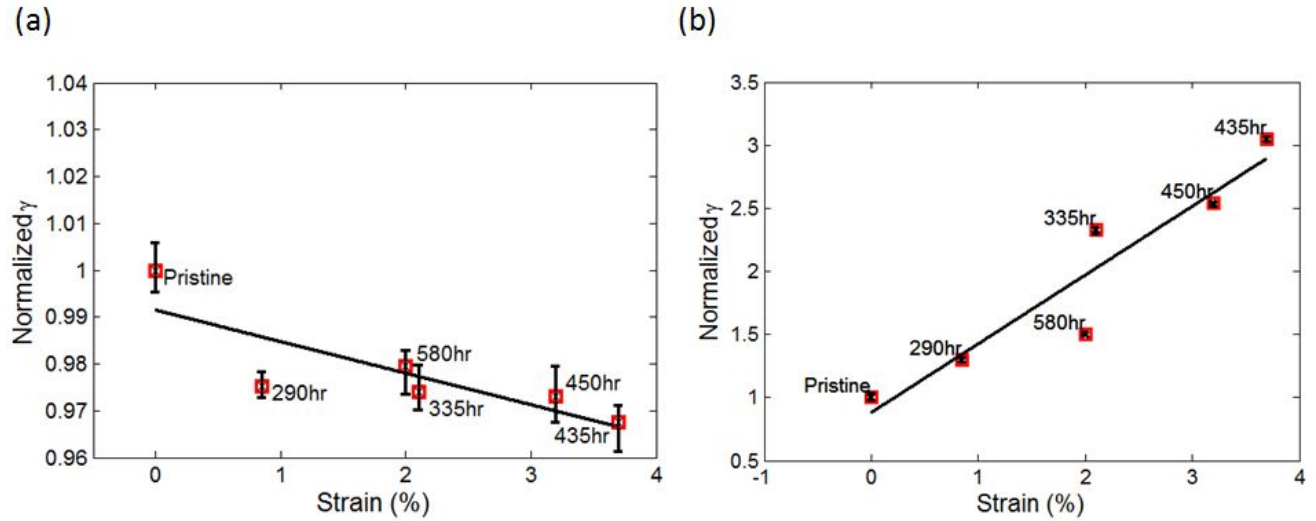 (a)
1.04
1.03
1.02
1.01
1
0.99
0.98
0.97
0.96
Normalized γ
Pristine
290hr
580hr
335hr
450hr
435hr
0
1
2
3
4
Strain (%)
(b)
3.5
3
2.5
2
1.5
1
0.5
Normalized γ
435hr
450hr
335hr
580hr
290hr
Pristine
-1
0
1
2
3
4
Strain (%)